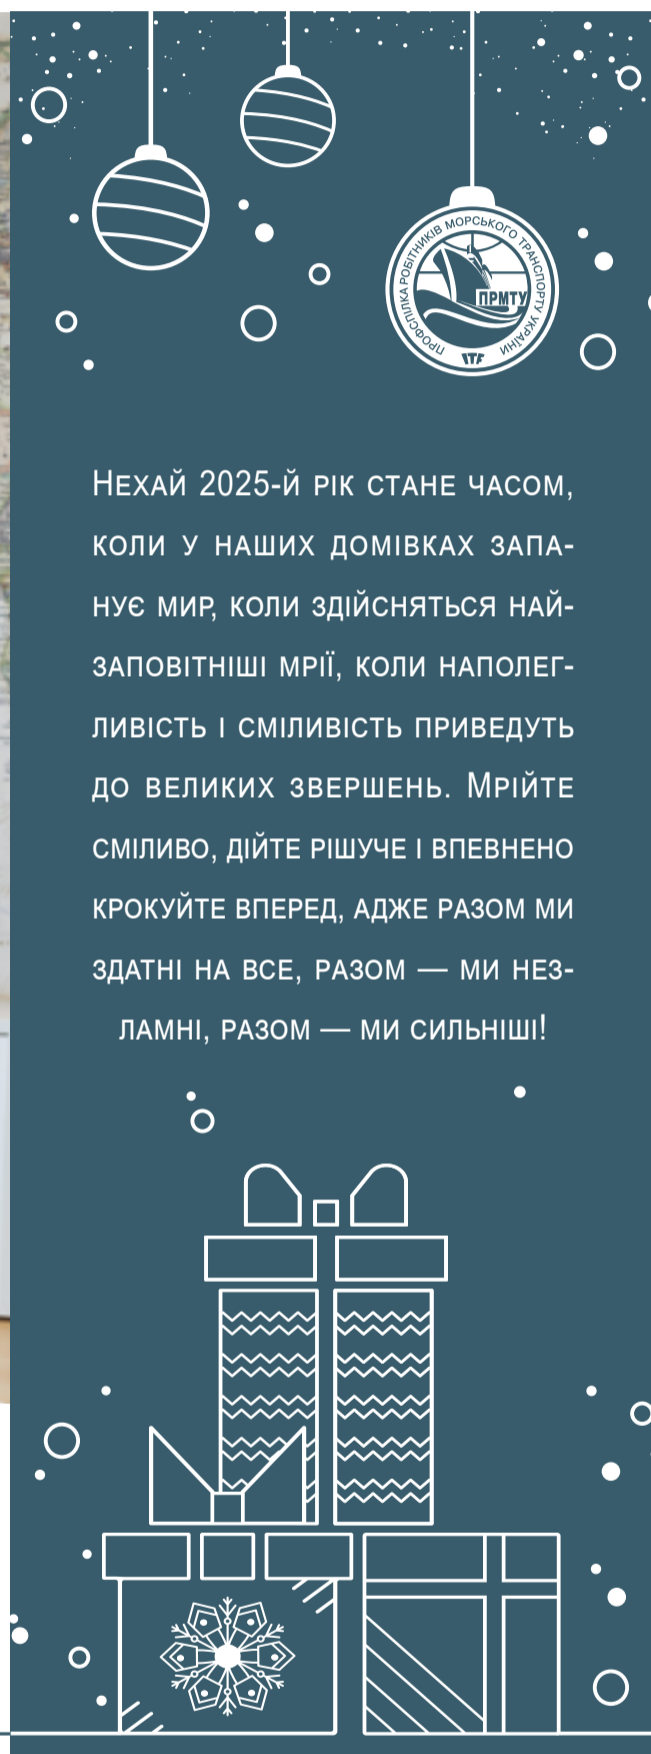 ПРОФСПІЛКА РОБІТНИКІВ МОРСЬКОГО ТРАНСПОРТУ УКРАЇНИ
ПРМТУ
ITF
Нехай 2025-й рік стане часом,
коли у наших домівках запа-
нує мир, коли здійсняться най-
заповітніші мрії, коли наполег-
ливість і сміливість приведуть
до великих звершень. Мрійте
сміливо, дійте рішуче і впевнено
крокуйте вперед, адже разом ми
здатні на все, разом — ми нез-
ламні, разом — ми сильніші!